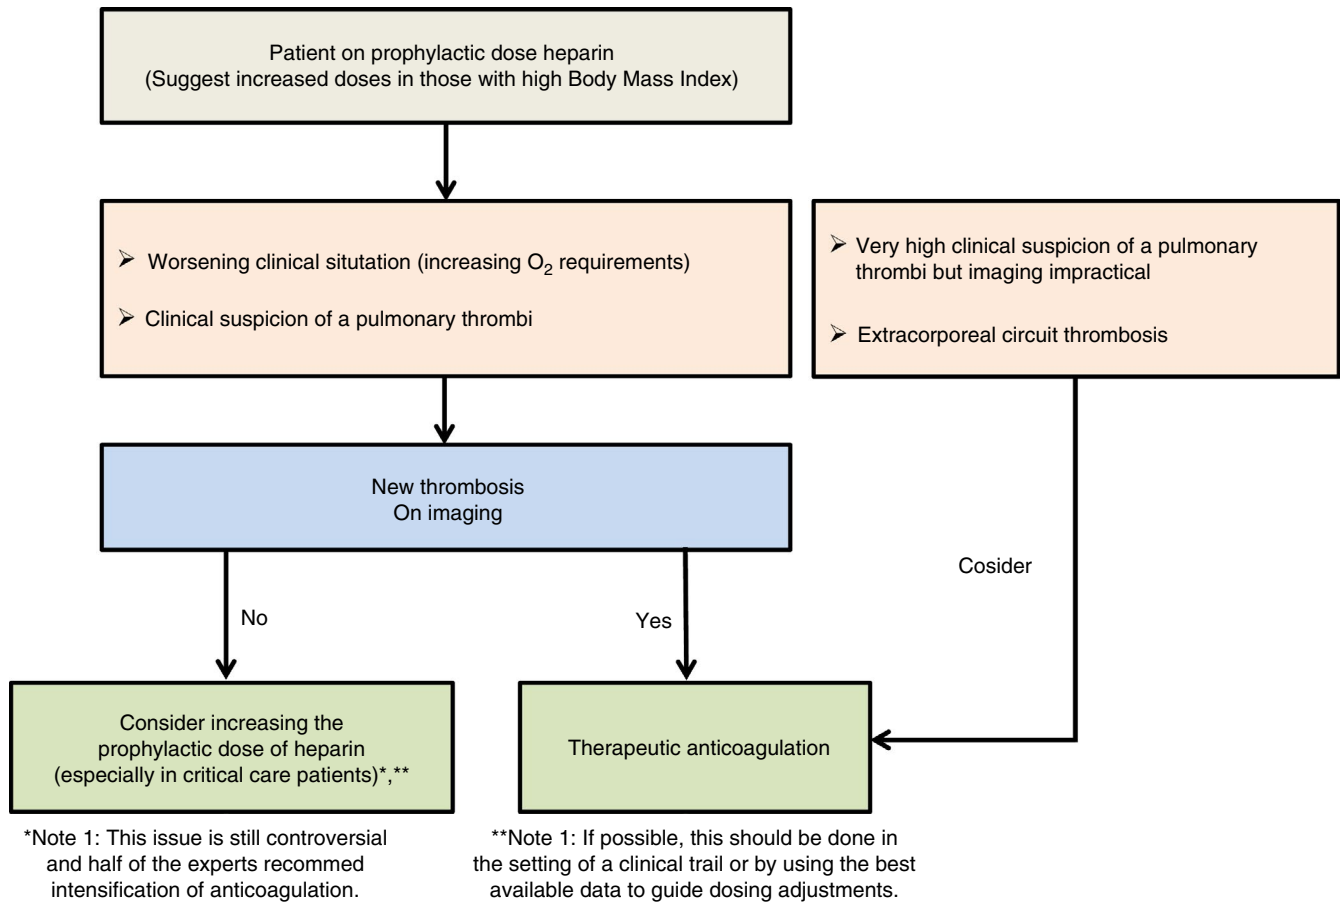 Patient on prophylactic dose heparin
(Suggest increased doses in those with high Body Mass Index)
➢ Worsening clinical situtation (increasing O₂ requirements)
➢ Clinical suspicion of a pulmonary thrombi
➢ Very high clinical suspicion of a pulmonary
thrombi but imaging impractical
➢ Extracorporeal circuit thrombosis
New thrombosis
On imaging
Cosider
No
Yes
Consider increasing the
prophylactic dose of heparin
(especially in critical care patients)*,**
Therapeutic anticoagulation
*Note 1: This issue is still controversial
and half of the experts recommed
intensification of anticoagulation.
**Note 1: If possible, this should be done in
the setting of a clinical trail or by using the best
available data to guide dosing adjustments.